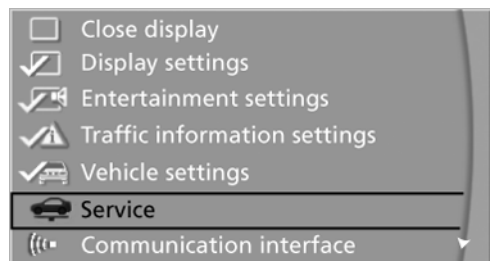 Close display
Display settings
Entertainment settings
Traffic information settings
Vehicle settings
Service
Communication interface